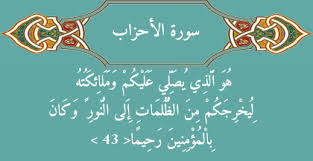 سورة الأحزاب
هُوَ الَّذِي يُصَلِّي عَلَيْكُمْ وَمَلَائِكَتُهُ
لِيُخْرِجَكُمْ مِنَ الظُّلُمَاتِ إِلَى النُّورِ ۚ وَكَانَ
بِالْمُؤْمِنِينَ رَحِيمًا< 43 >